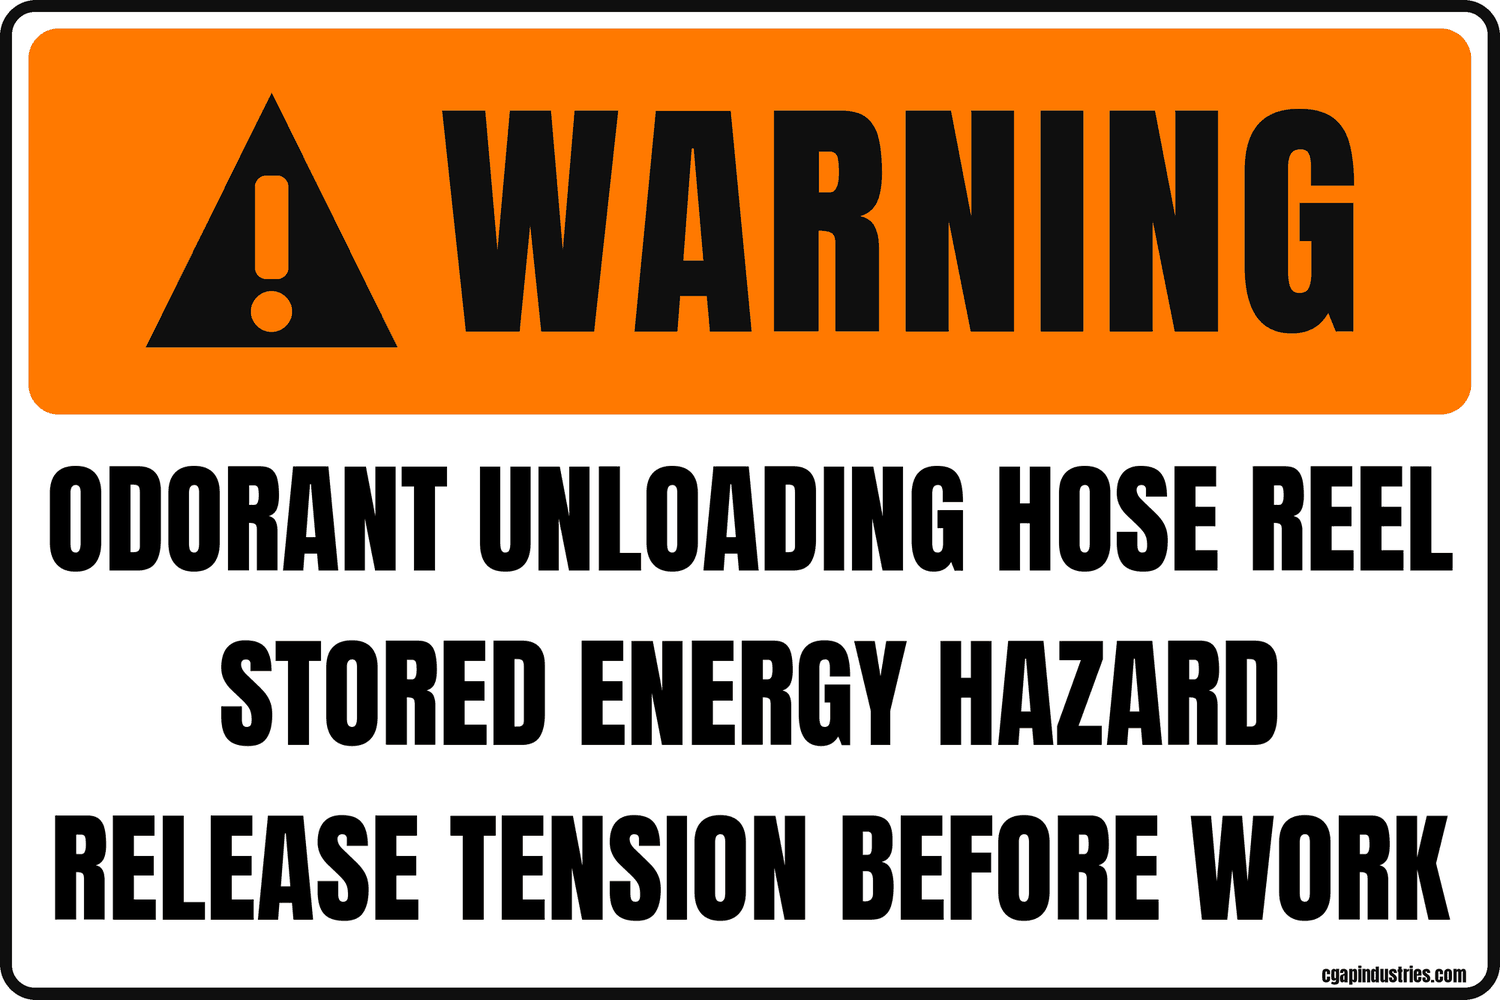 WARNING
ODORANT UNLOADING HOSE REEL
STORED ENERGY HAZARD
RELEASE TENSION BEFORE WORK
cgapindustries.com